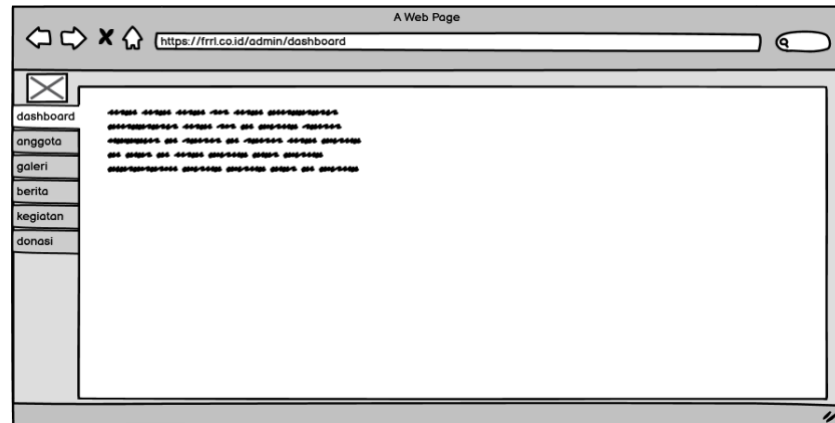 A Web Page
https://frrl.co.id/admin/dashboard
dashboard
anggota
galeri
berita
kegiatan
donasi